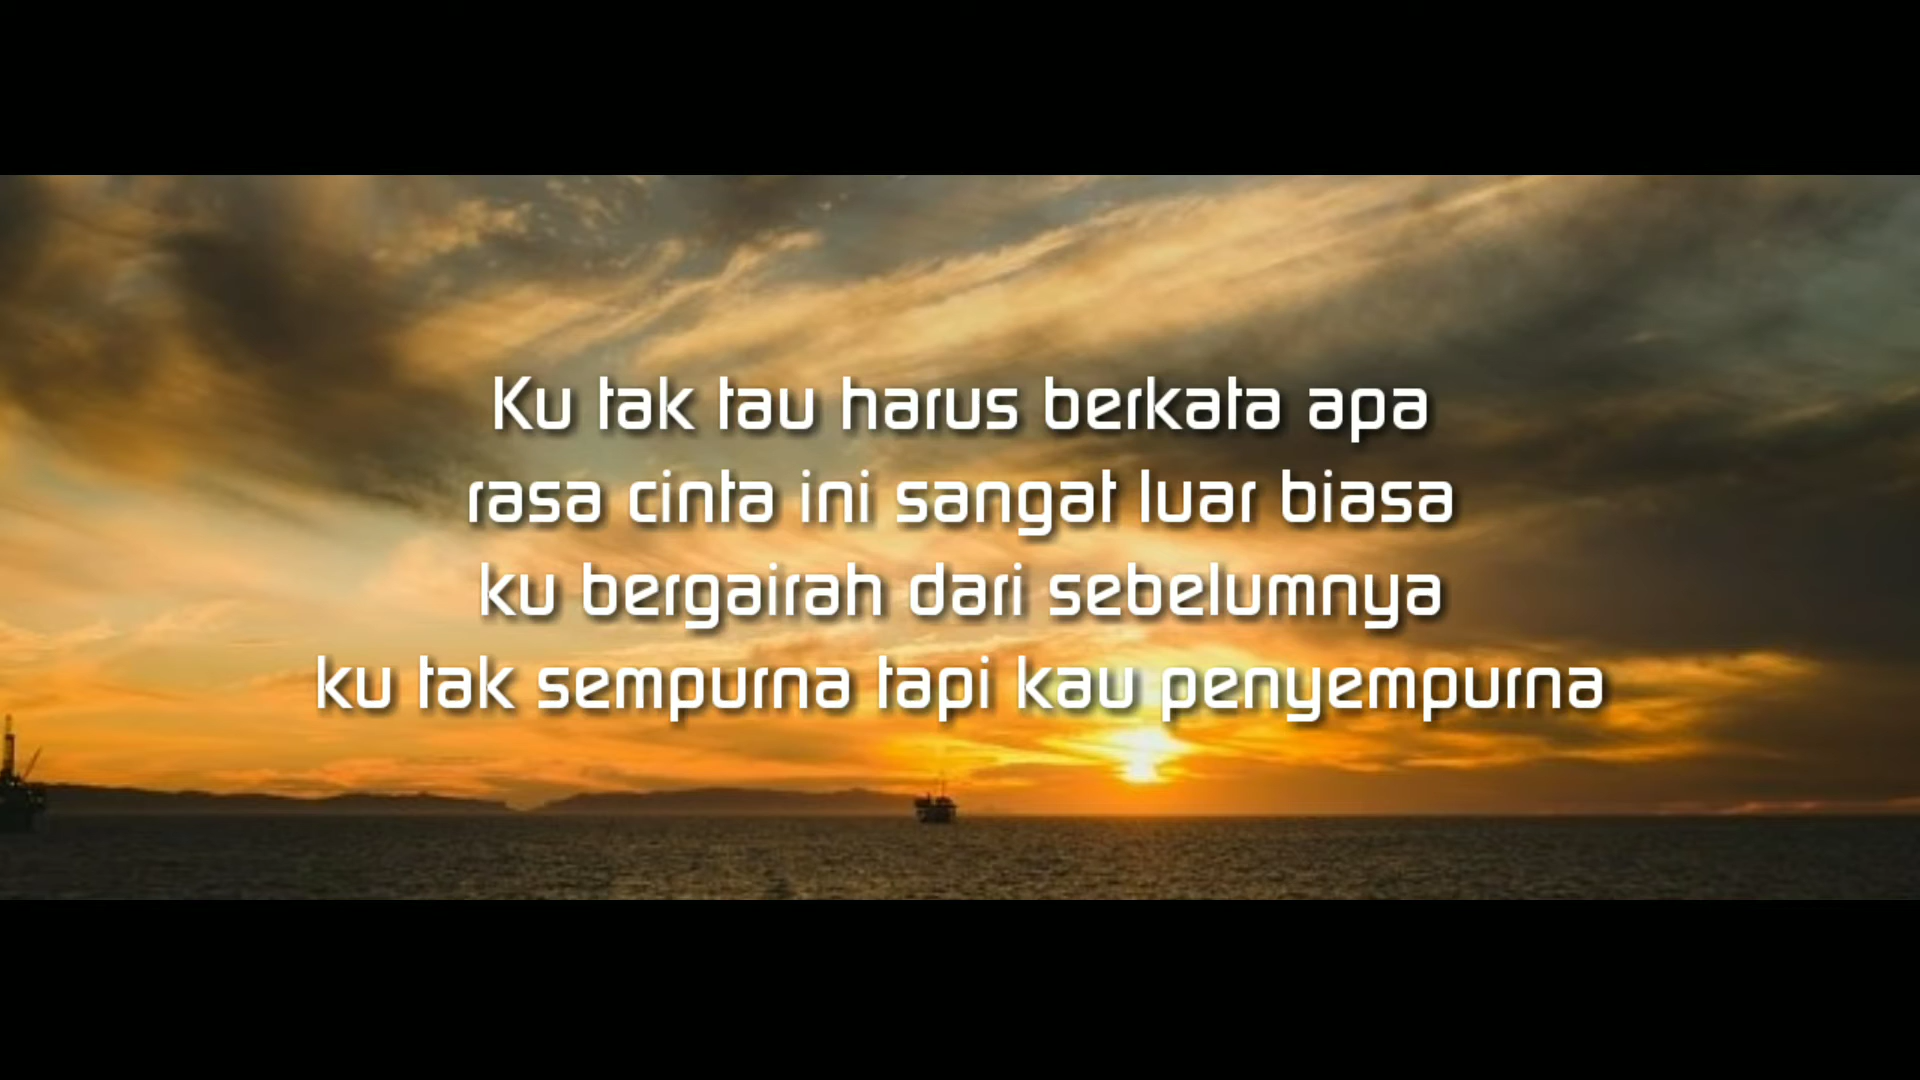 Ku tak tau harus berkata apa
rasa cinta ini sangat luar biasa
ku bergairah dari sebelumnya
ku tak sempurna tapi kau penyempurna